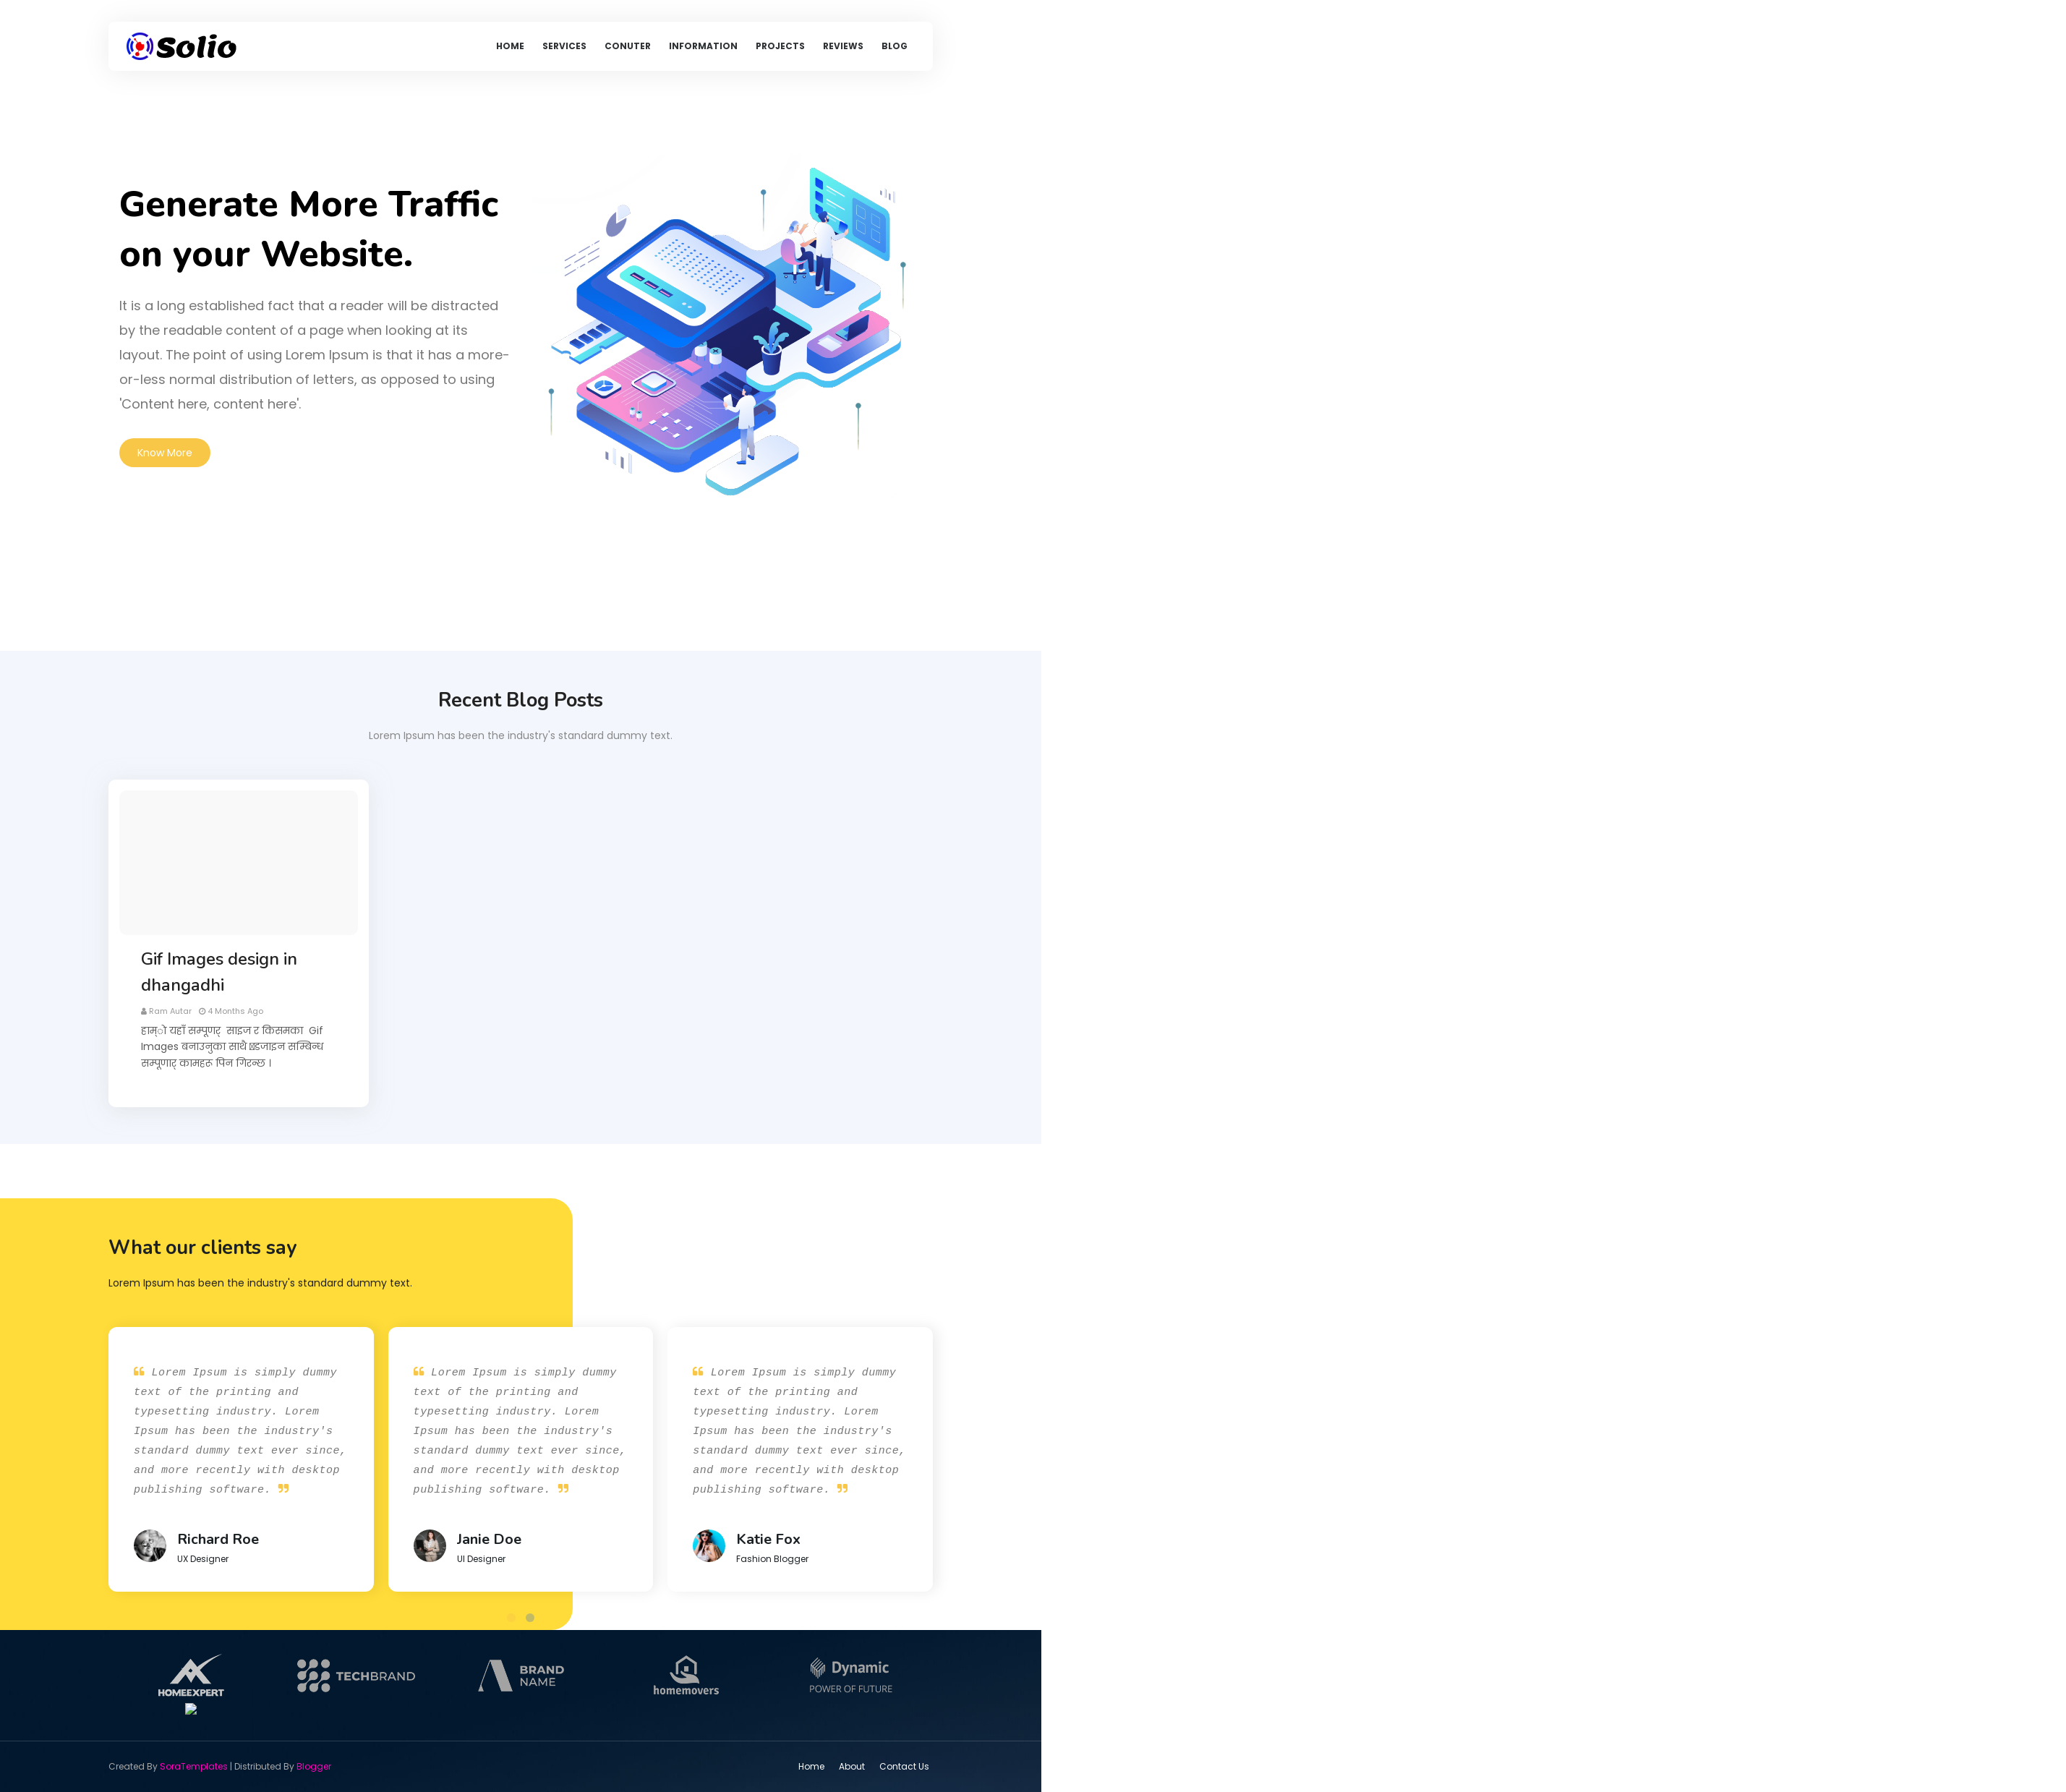 Solio
HOME SERVICES CONUTER INFORMATION PROJECTS REVIEWS BLOG
Generate More Traffic
on your Website.
It is a long established fact that a reader will be distracted
by the readable content of a page when looking at its
layout. The point of using Lorem Ipsum is that it has a more-
or-less normal distribution of letters, as opposed to using
'Content here, content here'.
Know More
Recent Blog Posts
Lorem Ipsum has been the industry's standard dummy text.
Gif Images design in
dhangadhi
Ram Autar 4 Months Ago
यहाँ साइज र किसमका Gif
Images बनाउनुका साथै
What our clients say
Lorem Ipsum has been the industry's standard dummy text.
Lorem Ipsum is simply dummy
text of the printing and
typesetting industry. Lorem
Ipsum has been the industry's
standard dummy text ever since,
and more recently with desktop
publishing software.
Richard Roe
UX Designer
Lorem Ipsum is simply dummy
text of the printing and
typesetting industry. Lorem
Ipsum has been the industry's
standard dummy text ever since,
and more recently with desktop
publishing software.
Janie Doe
UI Designer
Lorem Ipsum is simply dummy
text of the printing and
typesetting industry. Lorem
Ipsum has been the industry's
standard dummy text ever since,
and more recently with desktop
publishing software.
Katie Fox
Fashion Blogger
HOMEEXPERT
TECHBRAND
BRAND
NAME
homemovers
Dynamic
POWER OF FUTURE
Created By SoraTemplates | Distributed By Blogger
Home About Contact Us